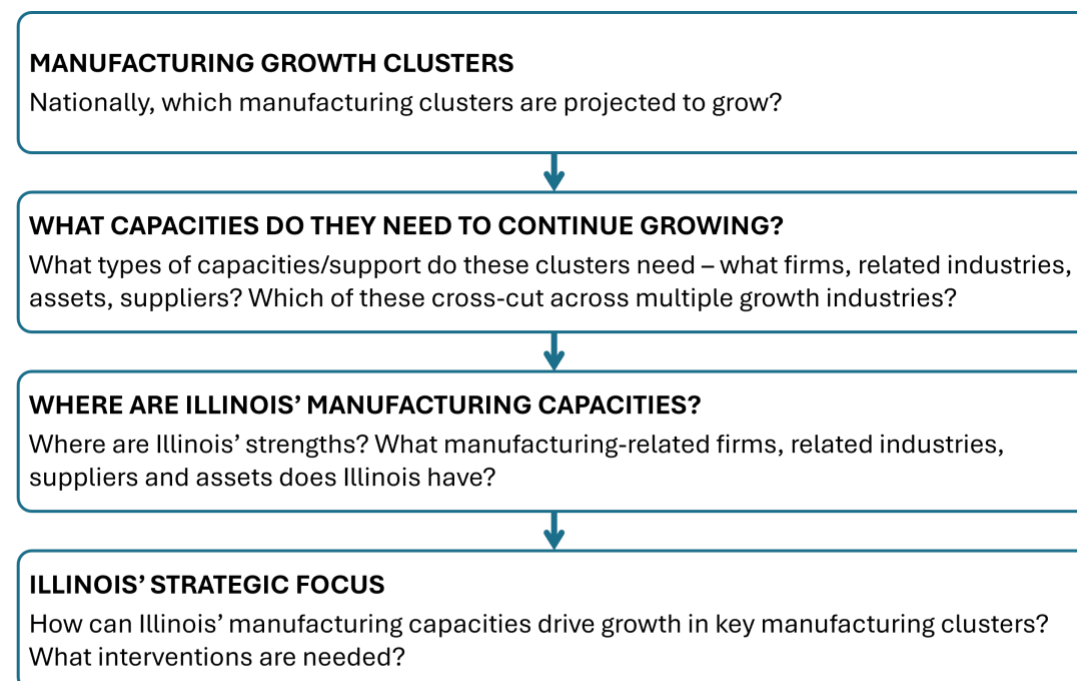 MANUFACTURING GROWTH CLUSTERS
Nationally, which manufacturing clusters are projected to grow?
WHAT CAPACITIES DO THEY NEED TO CONTINUE GROWING?
What types of capacities/support do these clusters need – what firms, related industries,
assets, suppliers? Which of these cross-cut across multiple growth industries?
WHERE ARE ILLINOIS’ MANUFACTURING CAPACITIES?
Where are Illinois’ strengths? What manufacturing-related firms, related industries,
suppliers and assets does Illinois have?
ILLINOIS’ STRATEGIC FOCUS
How can Illinois’ manufacturing capacities drive growth in key manufacturing clusters?
What interventions are needed?